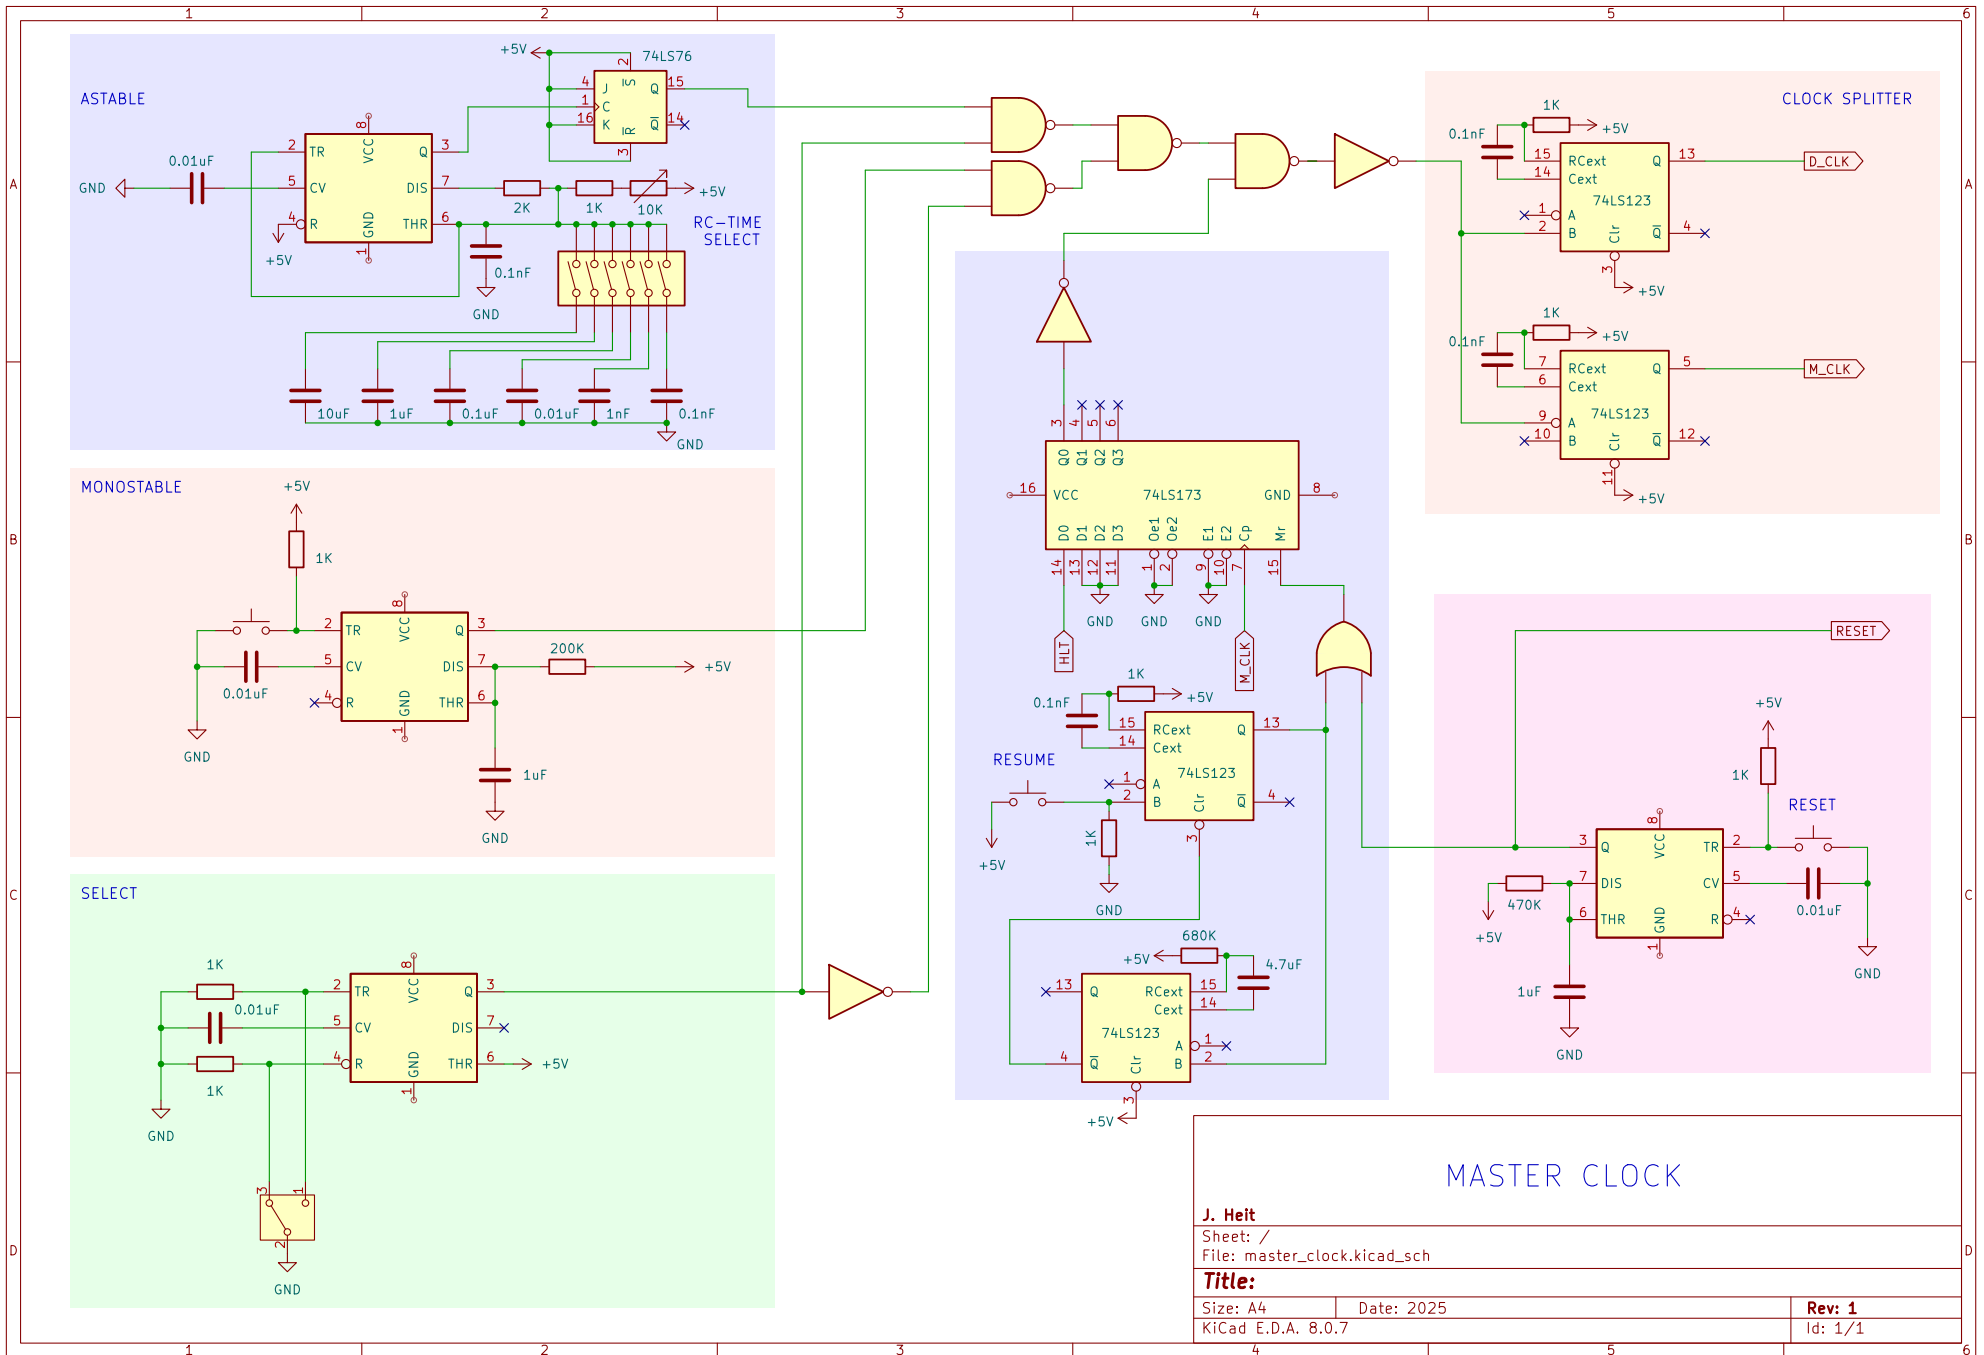 1 2 3 4 5 6
A
B
C
D
A
B
C
D
1 2 3 4 5 6
ASTABLE
GND
0.01uF
2 TR
5 CV
4 R
+5V
8 VCC
GND 1
Q 3
DIS 7
THR 6
+5V
74LS76
4 J
1 C
16 K
2 S
3 R
Q 15
Q 14
2K
1K
10K
+5V
RC-TIME
SELECT
0.1nF
GND
10uF
1uF
0.1uF
0.01uF
1nF
0.1nF
GND
MONOSTABLE
+5V
1K
0.01uF
GND
2 TR
5 CV
4 R
8 VCC
GND 1
Q 3
DIS 7
THR 6
200K
+5V
1uF
GND
SELECT
1K
0.01uF
1K
GND
2 TR
5 CV
4 R
8 VCC
GND 1
Q 3
DIS 7
THR 6
+5V
3 1
2
GND
3 4 5 6
Q0 Q1 Q2 Q3
16 VCC
74LS173
GND 8
D0 D1 D2 D3 Oe1 Oe2 E1 E2 Cp Mr
14 13 12 11 1 2 9 10 7 15
GND
GND
GND
HLT
M_CLK
0.1nF
1K
+5V
15 RCext
14 Cext
74LS123
1 A
2 B
Clr
3
Q 13
Q 4
RESUME
+5V
1K
GND
680K
+5V
4.7uF
13 Q
4 Q
RCext 15
Cext 14
74LS123
A 1
B 2
Clr
3
+5V
CLOCK SPLITTER
1K
+5V
0.1nF
15 RCext
14 Cext
74LS123
1 A
2 B
Clr
3
+5V
Q 13
Q 4
D_CLK
1K
+5V
0.1nF
7 RCext
6 Cext
74LS123
9 A
10 B
Clr
11
+5V
Q 5
Q 12
M_CLK
RESET
+5V
1K
RESET
3 Q
7 DIS
6 THR
8 VCC
GND 1
TR 2
CV 5
R 4
470K
+5V
1uF
GND
0.01uF
GND
MASTER CLOCK
J. Heit
Sheet: /
File: master_clock.kicad_sch
Title:
Size: A4 Date: 2025 Rev: 1
KiCad E.D.A. 8.0.7 Id: 1/1